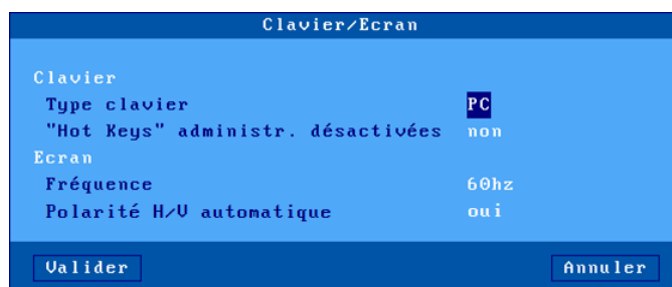 Clavier/Ecran
Clavier
Type clavier PC
"Hot Keys" administr. désactivées non
Ecran
Fréquence 60hz
Polarité H/V automatique oui
Valider Annuler